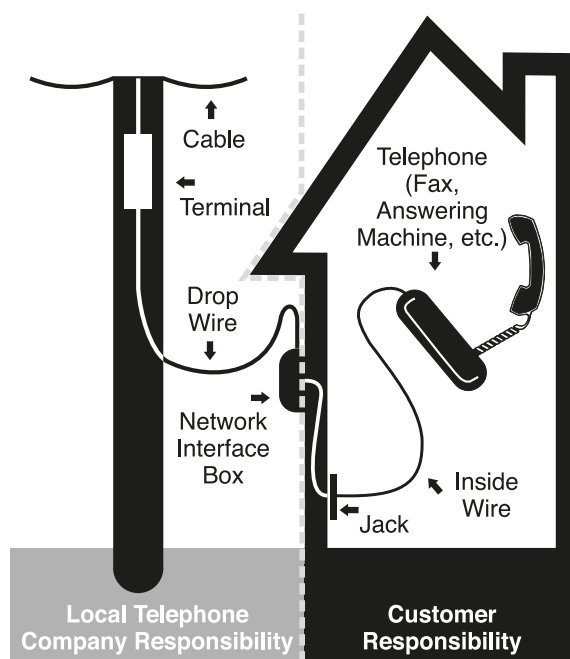 Cable
Terminal
Telephone
(Fax,
Answering
Machine, etc.)
Drop
Wire
Network
Interface
Box
Inside
Wire
Jack
Local Telephone
Company Responsibility
Customer
Responsibility